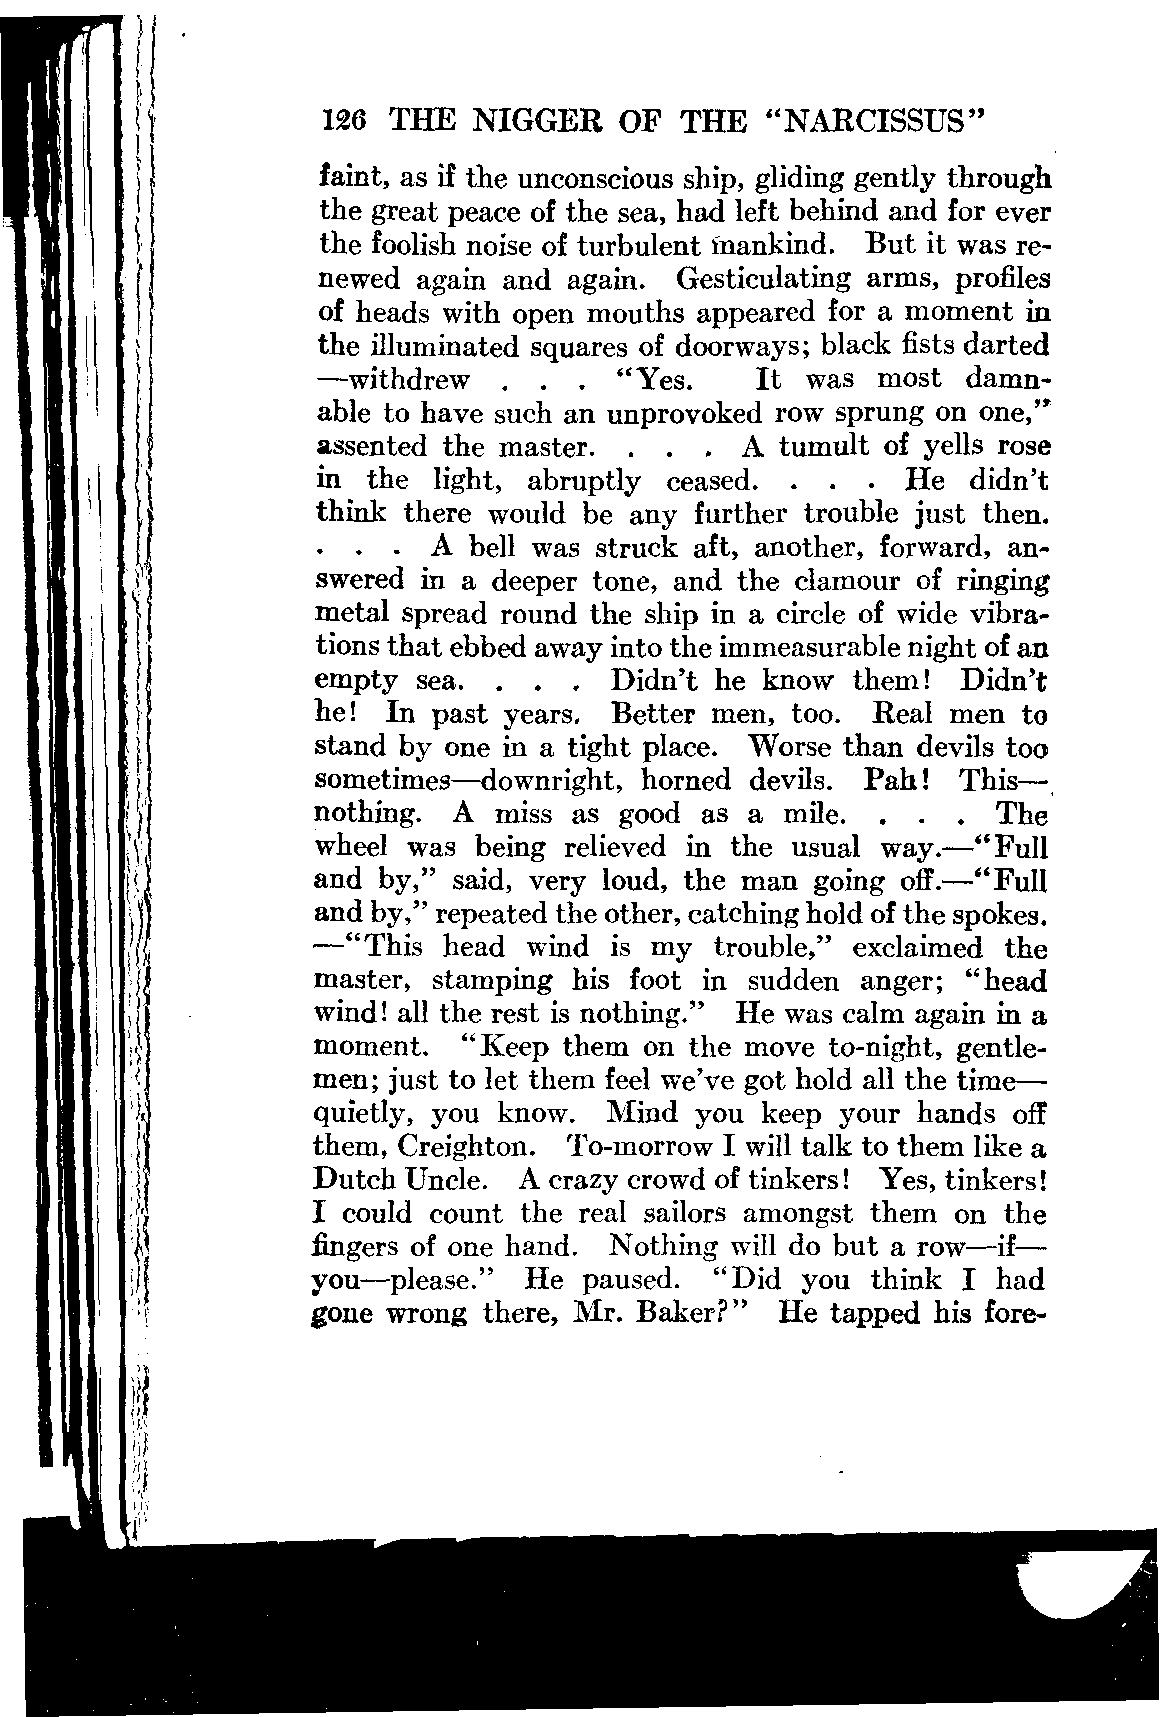 126 THE NIGGER OF THE “NARCISSUS”
faint, as if the unconscious ship, gliding gently through
the great peace of the sea, had left behind and for ever
the foolish noise of turbulent mankind. But it was re-
newed again and again. Gesticulating arms, profiles
of heads with open mouths appeared for a moment in
the illuminated squares of doorways; black fists darted
—withdrew . . . “Yes. It was most damn-
able to have such an unprovoked row sprung on one,”
assented the master. . . . A tumult of yells rose
in the light, abruptly ceased. . . . He didn’t
think there would be any further trouble just then.
. . . A bell was struck aft, another, forward, an-
swered in a deeper tone, and the clamour of ringing
metal spread round the ship in a circle of wide vibra-
tions that ebbed away into the immeasurable night of an
empty sea. . . . Didn’t he know them! Didn’t
he! In past years. Better men, too. Real men to
stand by one in a tight place. Worse than devils too
sometimes—downright, horned devils. Pah! This—
nothing. A miss as good as a mile. . . . The
wheel was being relieved in the usual way.—“Full
and by,” said, very loud, the man going off.—“Full
and by,” repeated the other, catching hold of the spokes.
—“This head wind is my trouble,” exclaimed the
master, stamping his foot in sudden anger; “head
wind! all the rest is nothing.” He was calm again in a
moment. “Keep them on the move to-night, gentle-
men; just to let them feel we’ve got hold all the time—
quietly, you know. Mind you keep your hands off
them, Creighton. To-morrow I will talk to them like a
Dutch Uncle. A crazy crowd of tinkers! Yes, tinkers!
I could count the real sailors amongst them on the
fingers of one hand. Nothing will do but a row—if—
you—please.” He paused. “Did you think I had
gone wrong there, Mr. Baker?” He tapped his fore-